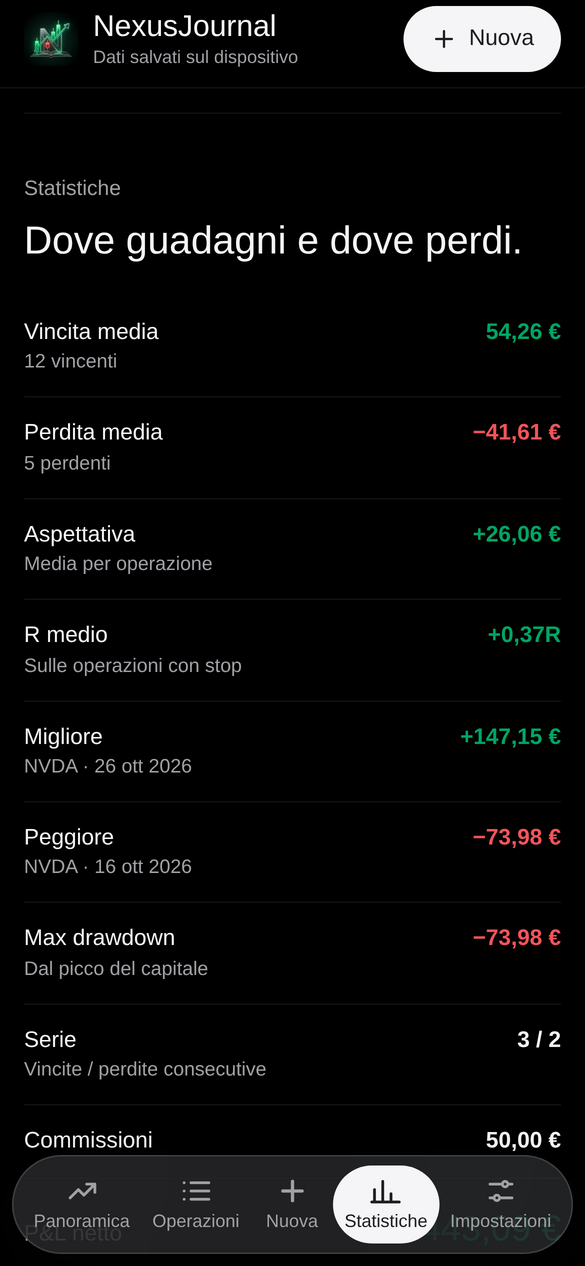 NexusJournal
Dati salvati sul dispositivo
Nuova
Statistiche
Dove guadagni e dove perdi.
Vincita media
54,26 €
12 vincenti
Perdita media
−41,61 €
5 perdenti
Aspettativa
+26,06 €
Media per operazione
R medio
+0,37R
Sulle operazioni con stop
Migliore
+147,15 €
NVDA · 26 ott 2026
Peggiore
−73,98 €
NVDA · 16 ott 2026
Max drawdown
−73,98 €
Dal picco del capitale
Serie
3 / 2
Vincite / perdite consecutive
Commissioni
50,00 €
Panoramica
Operazioni
Nuova
Statistiche
Impostazioni
P&L netto